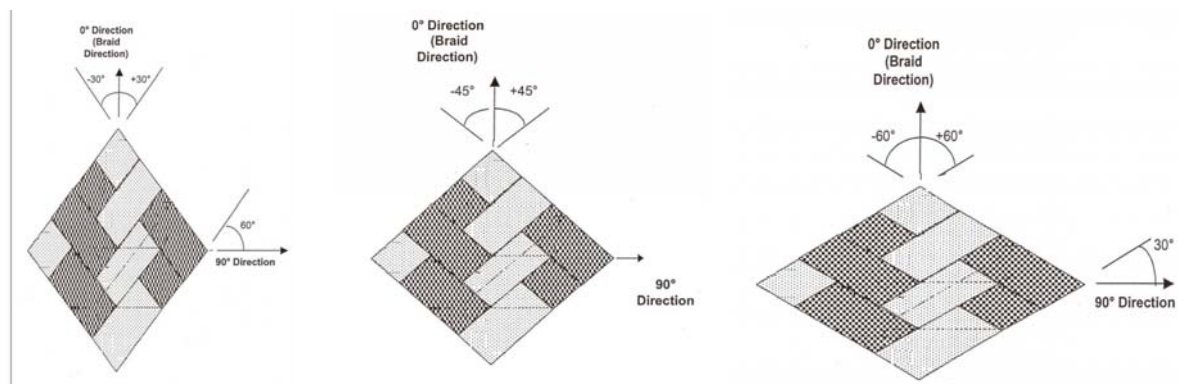 0° Direction
(Braid
Direction)
-30°
+30°
60°
90° Direction
0° Direction
(Braid
Direction)
-45°
+45°
90°
Direction
0° Direction
(Braid
Direction)
-60°
+60°
30°
90° Direction